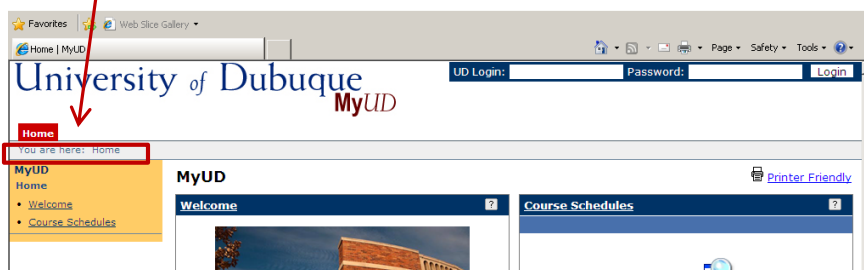 Favorites Web Slice Gallery
Home | MyUD
Page Safety Tools
University of Dubuque
MyUD
UD Login: Password: Login
Home
You are here: Home
MyUD
Home
• Welcome
• Course Schedules
MyUD
Printer Friendly
Welcome ?
Course Schedules ?